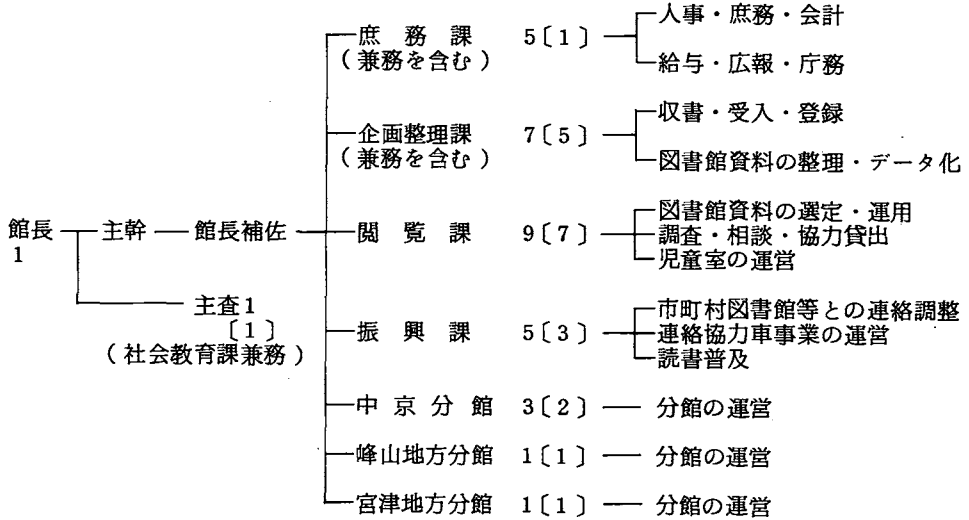 館長
1
主幹
館長補佐
主査1
〔1〕
(社会教育課兼務)
庶務課 5〔1〕
(兼務を含む)
人事・庶務・会計
給与・広報・庁務
企画整理課 7〔5〕
(兼務を含む)
収書・受入・登録
図書館資料の整理・データ化
閲覧課 9〔7〕
図書館資料の選定・運用
調査・相談・協力貸出
児童室の運営
振興課 5〔3〕
市町村図書館等との連絡調整
連絡協力車事業の運営
読書普及
中京分館 3〔2〕 分館の運営
峰山地方分館 1〔1〕 分館の運営
宮津地方分館 1〔1〕 分館の運営